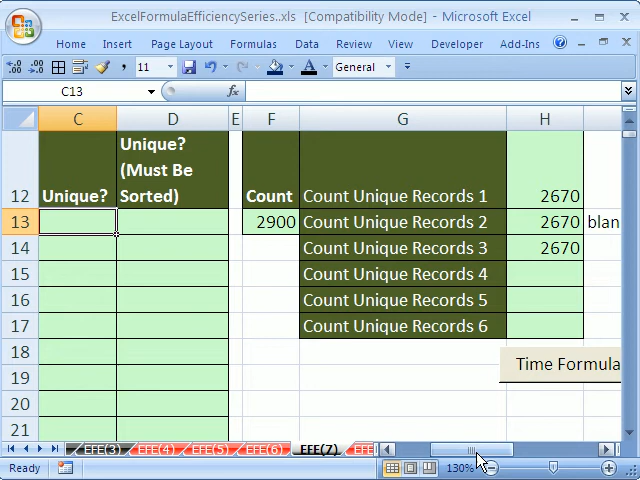 ExcelFormulaEfficiencySeries..xls [Compatibility Mode] - Microsoft Excel
Home Insert Page Layout Formulas Data Review View Developer Add-Ins
11 General
C13 fx
C D E F G H
12 Unique? Unique? (Must Be Sorted) Count Count Unique Records 1 2670
13 2900 Count Unique Records 2 2670 blan
14 Count Unique Records 3 2670
15 Count Unique Records 4
16 Count Unique Records 5
17 Count Unique Records 6
18 Time Formula
19
20
21
EFE(3) EFE(4) EFE(5) EFE(6) EFE(7)
Ready 130%